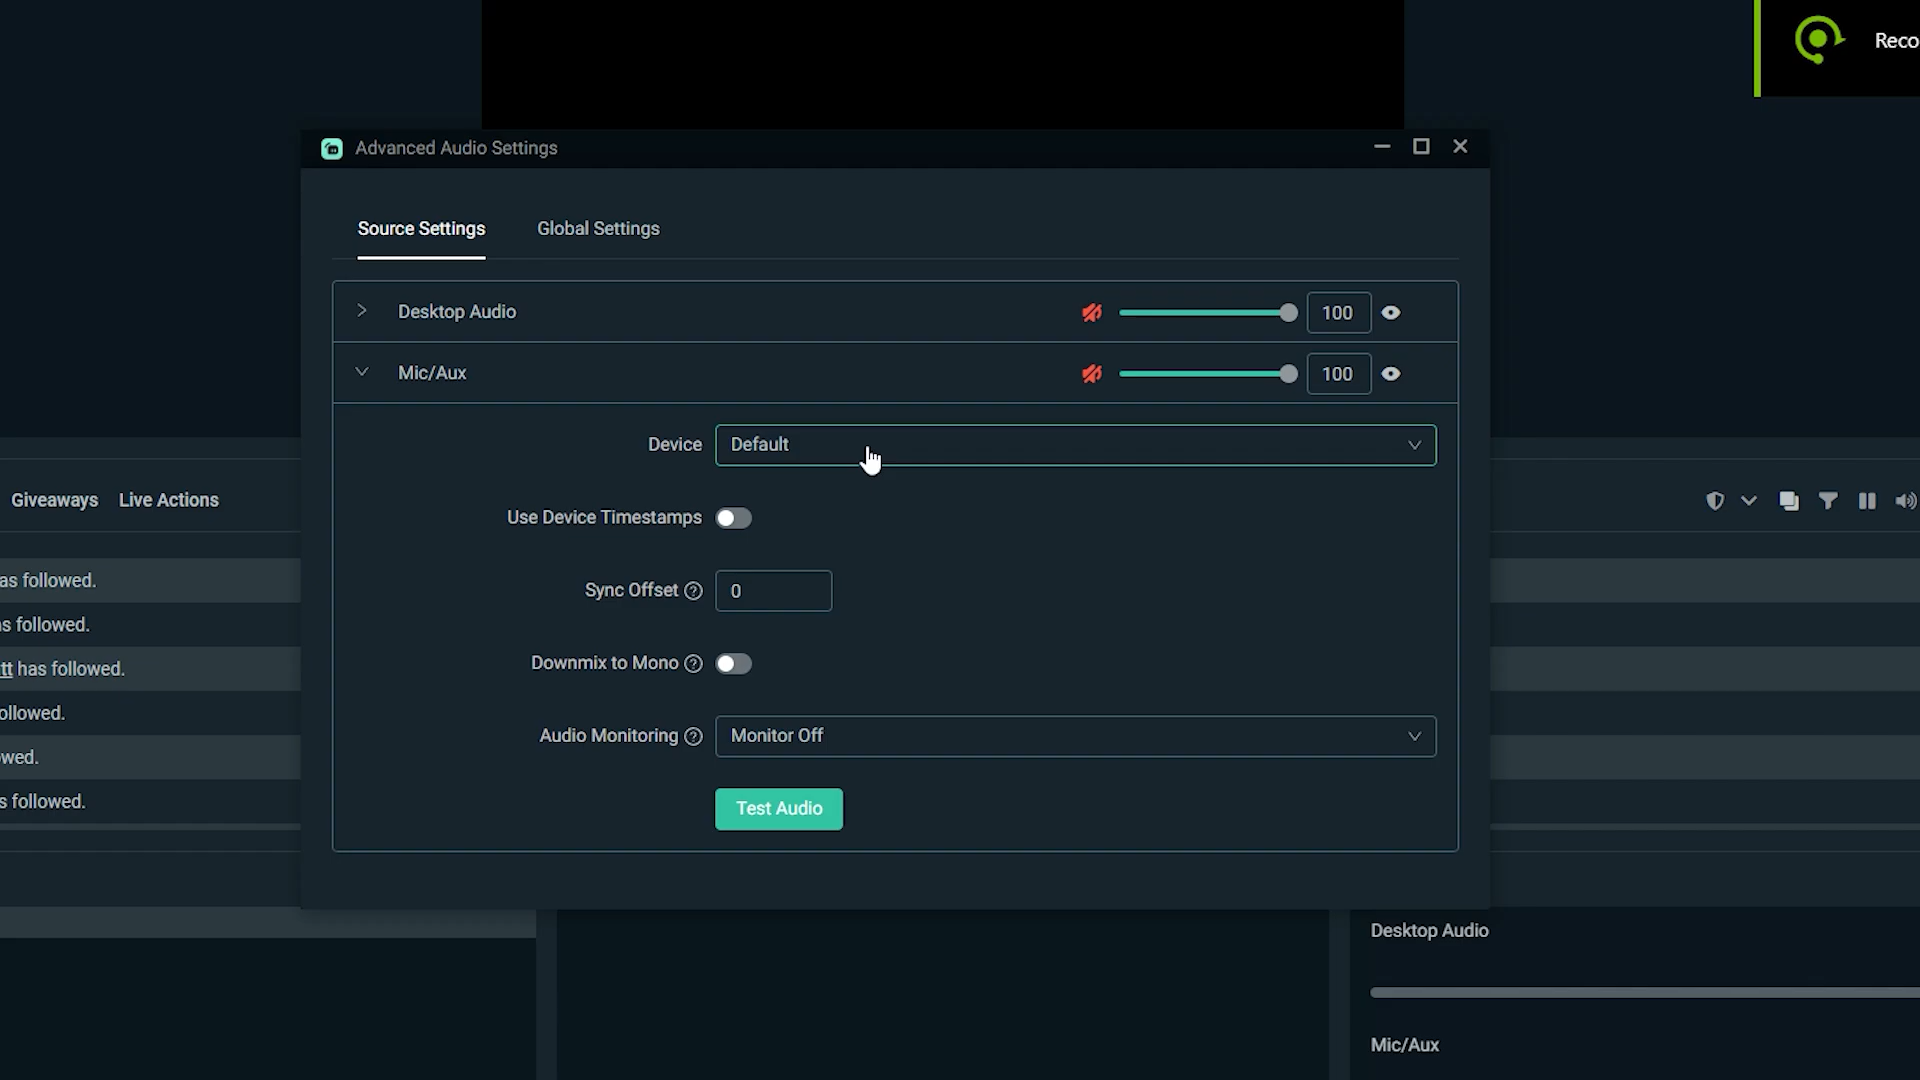 Reco
Advanced Audio Settings
Source Settings Global Settings
Desktop Audio 100
Mic/Aux 100
Device Default
Giveaways Live Actions
Use Device Timestamps
as followed.
Sync Offset ? 0
s followed.
Downmix to Mono ?
tt has followed.
ollowed.
Audio Monitoring ? Monitor Off
wed.
s followed.
Test Audio
Desktop Audio
Mic/Aux